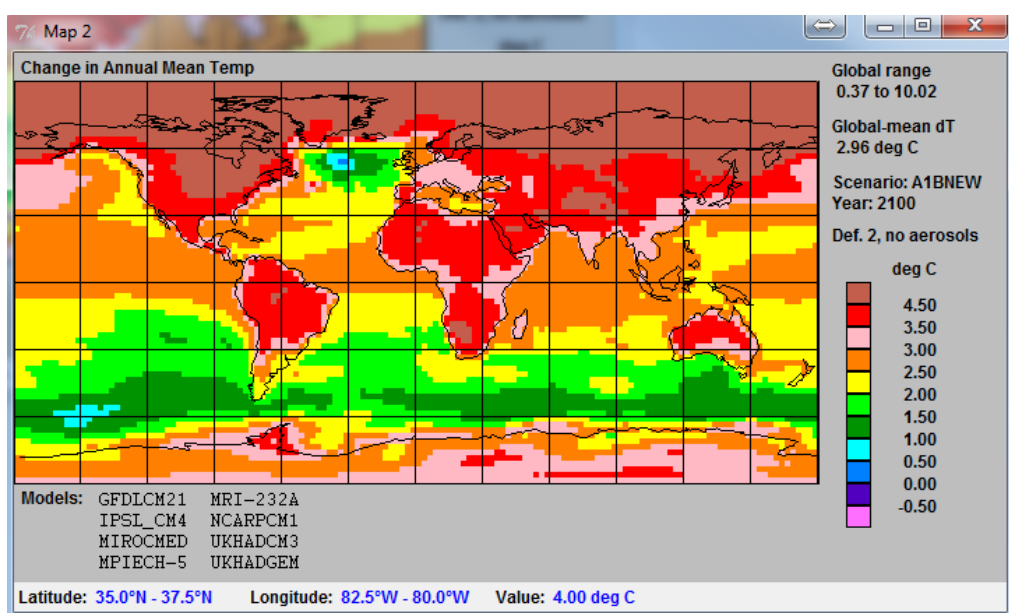 Map 2
Change in Annual Mean Temp
Global range
0.37 to 10.02
Global-mean dT
2.96 deg C
Scenario: A1BNEW
Year: 2100
Def. 2, no aerosols
deg C
4.50
3.50
3.00
2.50
2.00
1.50
1.00
0.50
0.00
-0.50
Models: GFDLCM21 MRI-232A
IPSL_CM4 NCARPCM1
MIROCMED UKHADCM3
MPIECH-5 UKHADGEM
Latitude: 35.0°N - 37.5°N Longitude: 82.5°W - 80.0°W Value: 4.00 deg C